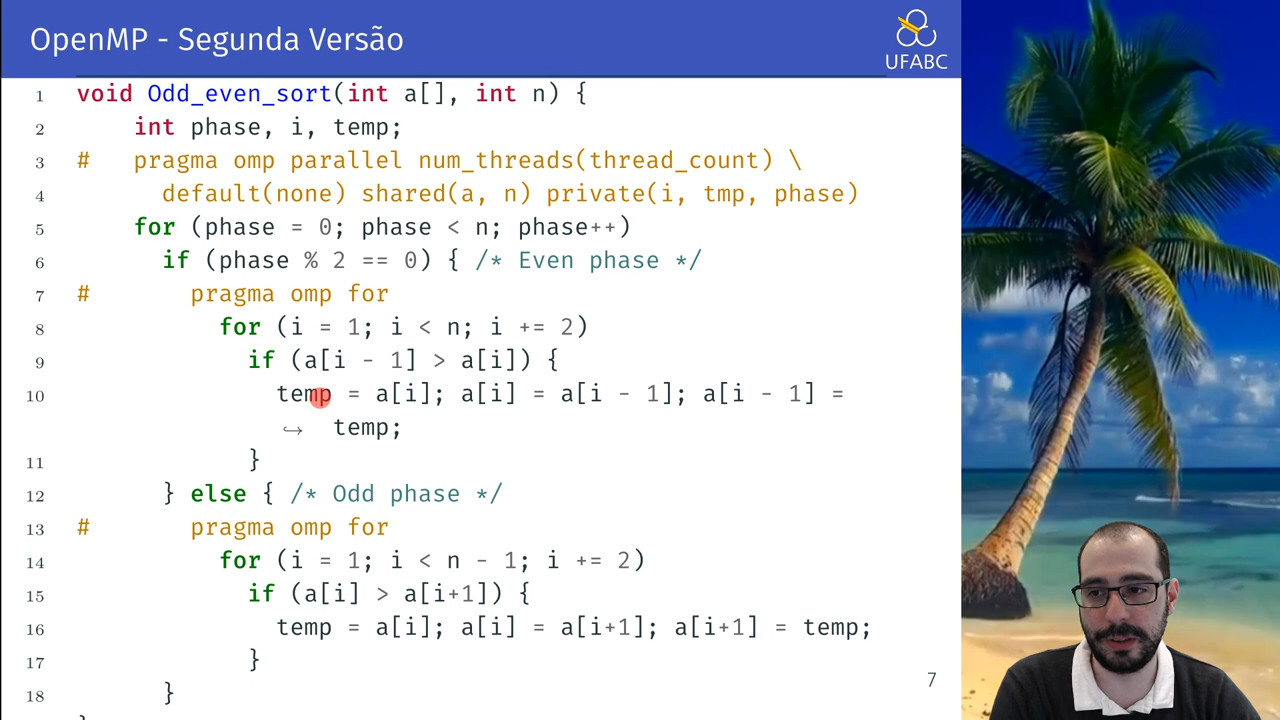 OpenMP - Segunda Versão
UFABC
1 void Odd_even_sort(int a[], int n) {
2 int phase, i, temp;
3 # pragma omp parallel num_threads(thread_count) \
4 default(none) shared(a, n) private(i, tmp, phase)
5 for (phase = 0; phase < n; phase++)
6 if (phase % 2 == 0) { /* Even phase */
7 # pragma omp for
8 for (i = 1; i < n; i += 2)
9 if (a[i - 1] > a[i]) {
10 temp = a[i]; a[i] = a[i - 1]; a[i - 1] =
↪ temp;
11 }
12 } else { /* Odd phase */
13 # pragma omp for
14 for (i = 1; i < n - 1; i += 2)
15 if (a[i] > a[i+1]) {
16 temp = a[i]; a[i] = a[i+1]; a[i+1] = temp;
17 }
18 }
7